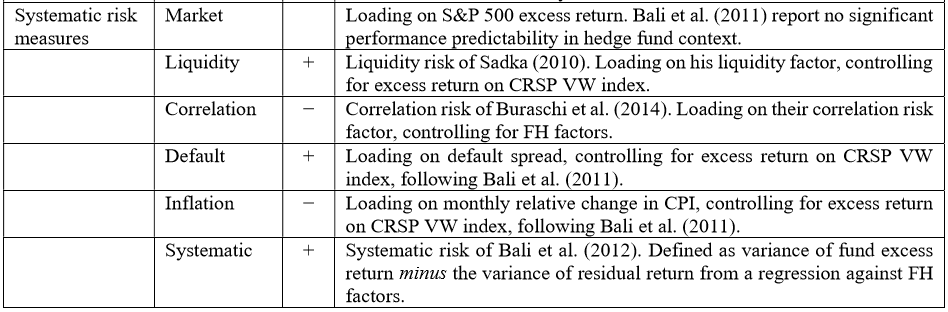 Systematic risk measures | Market | | Loading on S&P 500 excess return. Bali et al. (2011) report no significant
performance predictability in hedge fund context.
Liquidity | + | Liquidity risk of Sadka (2010). Loading on his liquidity factor, controlling
for excess return on CRSP VW index.
Correlation | − | Correlation risk of Buraschi et al. (2014). Loading on their correlation risk
factor, controlling for FH factors.
Default | + | Loading on default spread, controlling for excess return on CRSP VW
index, following Bali et al. (2011).
Inflation | − | Loading on monthly relative change in CPI, controlling for excess return
on CRSP VW index, following Bali et al. (2011).
Systematic | + | Systematic risk of Bali et al. (2012). Defined as variance of fund excess
return minus the variance of residual return from a regression against FH
factors.